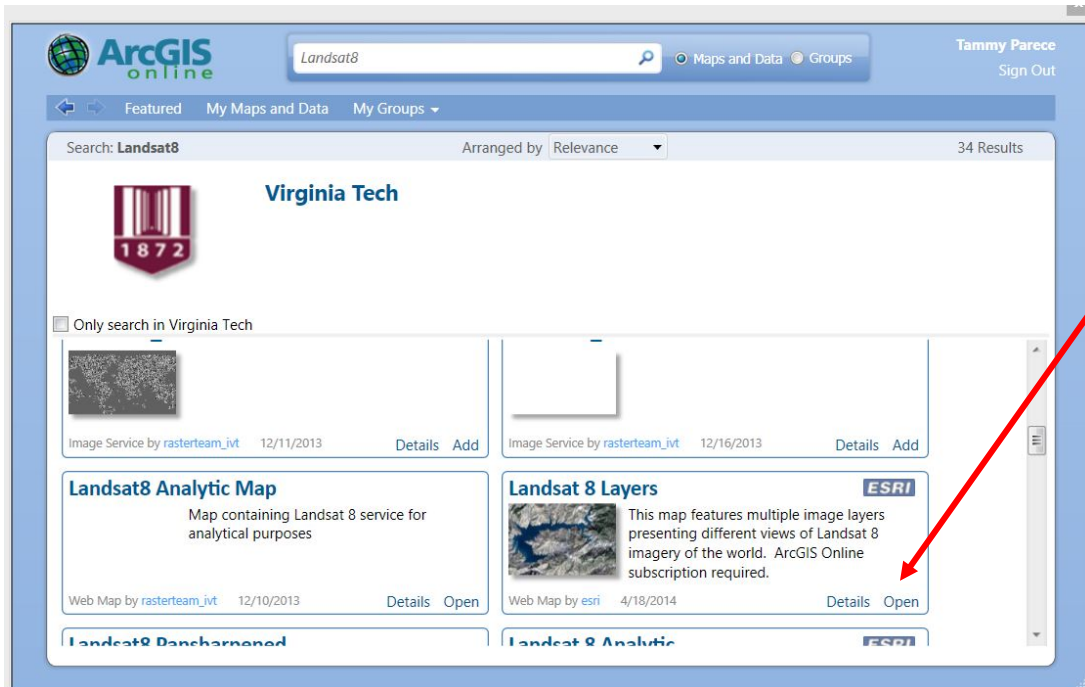 ArcGIS
online
Landsat8
Maps and Data Groups
Tammy Parece
Sign Out
Featured My Maps and Data My Groups
Search: Landsat8 Arranged by Relevance 34 Results
1872
Virginia Tech
Only search in Virginia Tech
Image Service by rasterteam_ivt 12/11/2013 Details Add
Image Service by rasterteam_ivt 12/16/2013 Details Add
Landsat8 Analytic Map
Map containing Landsat 8 service for
analytical purposes
Web Map by rasterteam_ivt 12/10/2013 Details Open
Landsat 8 Layers ESRI
This map features multiple image layers
presenting different views of Landsat 8
imagery of the world. ArcGIS Online
subscription required.
Web Map by esri 4/18/2014 Details Open
Landsat8 Pansharpened
Landsat 8 Analytic ESRI